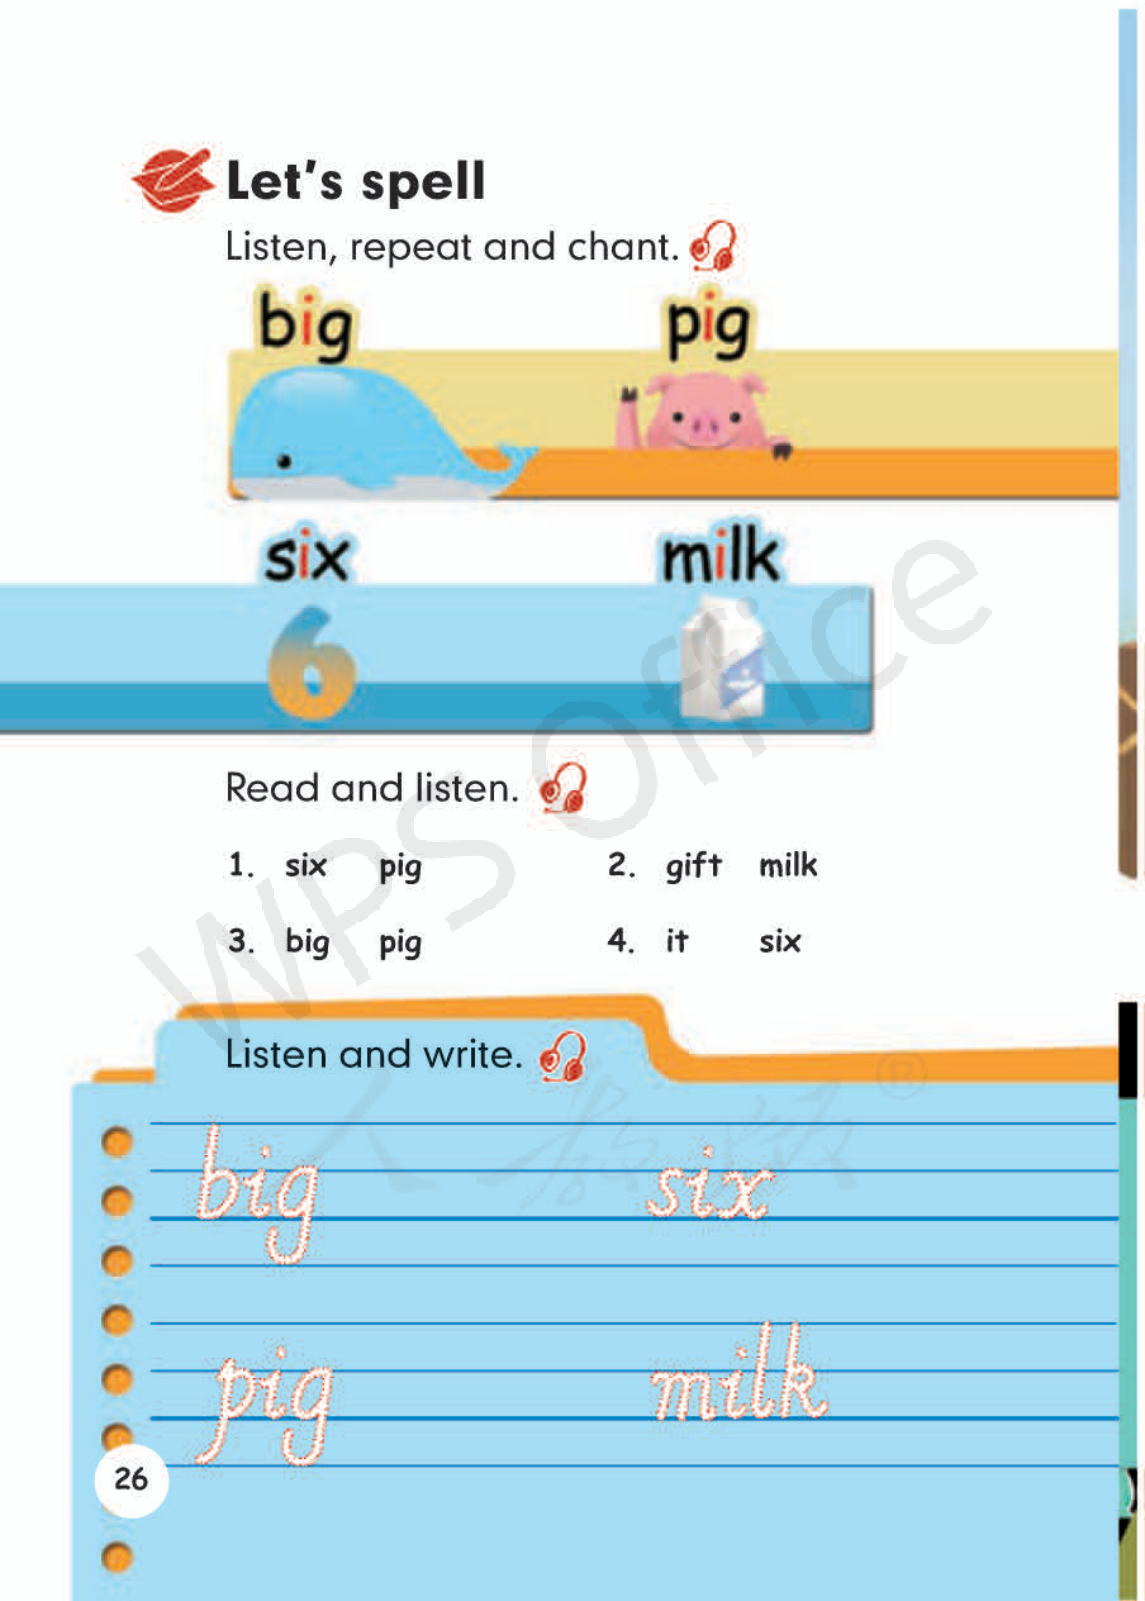 Let's spell
Listen, repeat and chant.
big pig
six milk
6
Read and listen.
1. six pig 2. gift milk
3. big pig 4. it six
Listen and write.
big six
pig milk
26
WPS Office